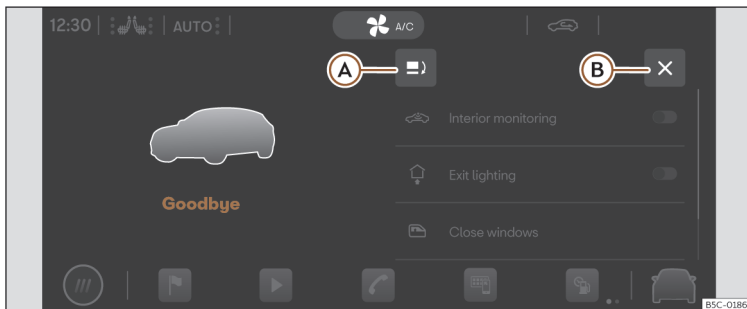 12:30 AUTO A/C
A B
Interior monitoring
Exit lighting
Goodbye
Close windows
B5C-0186